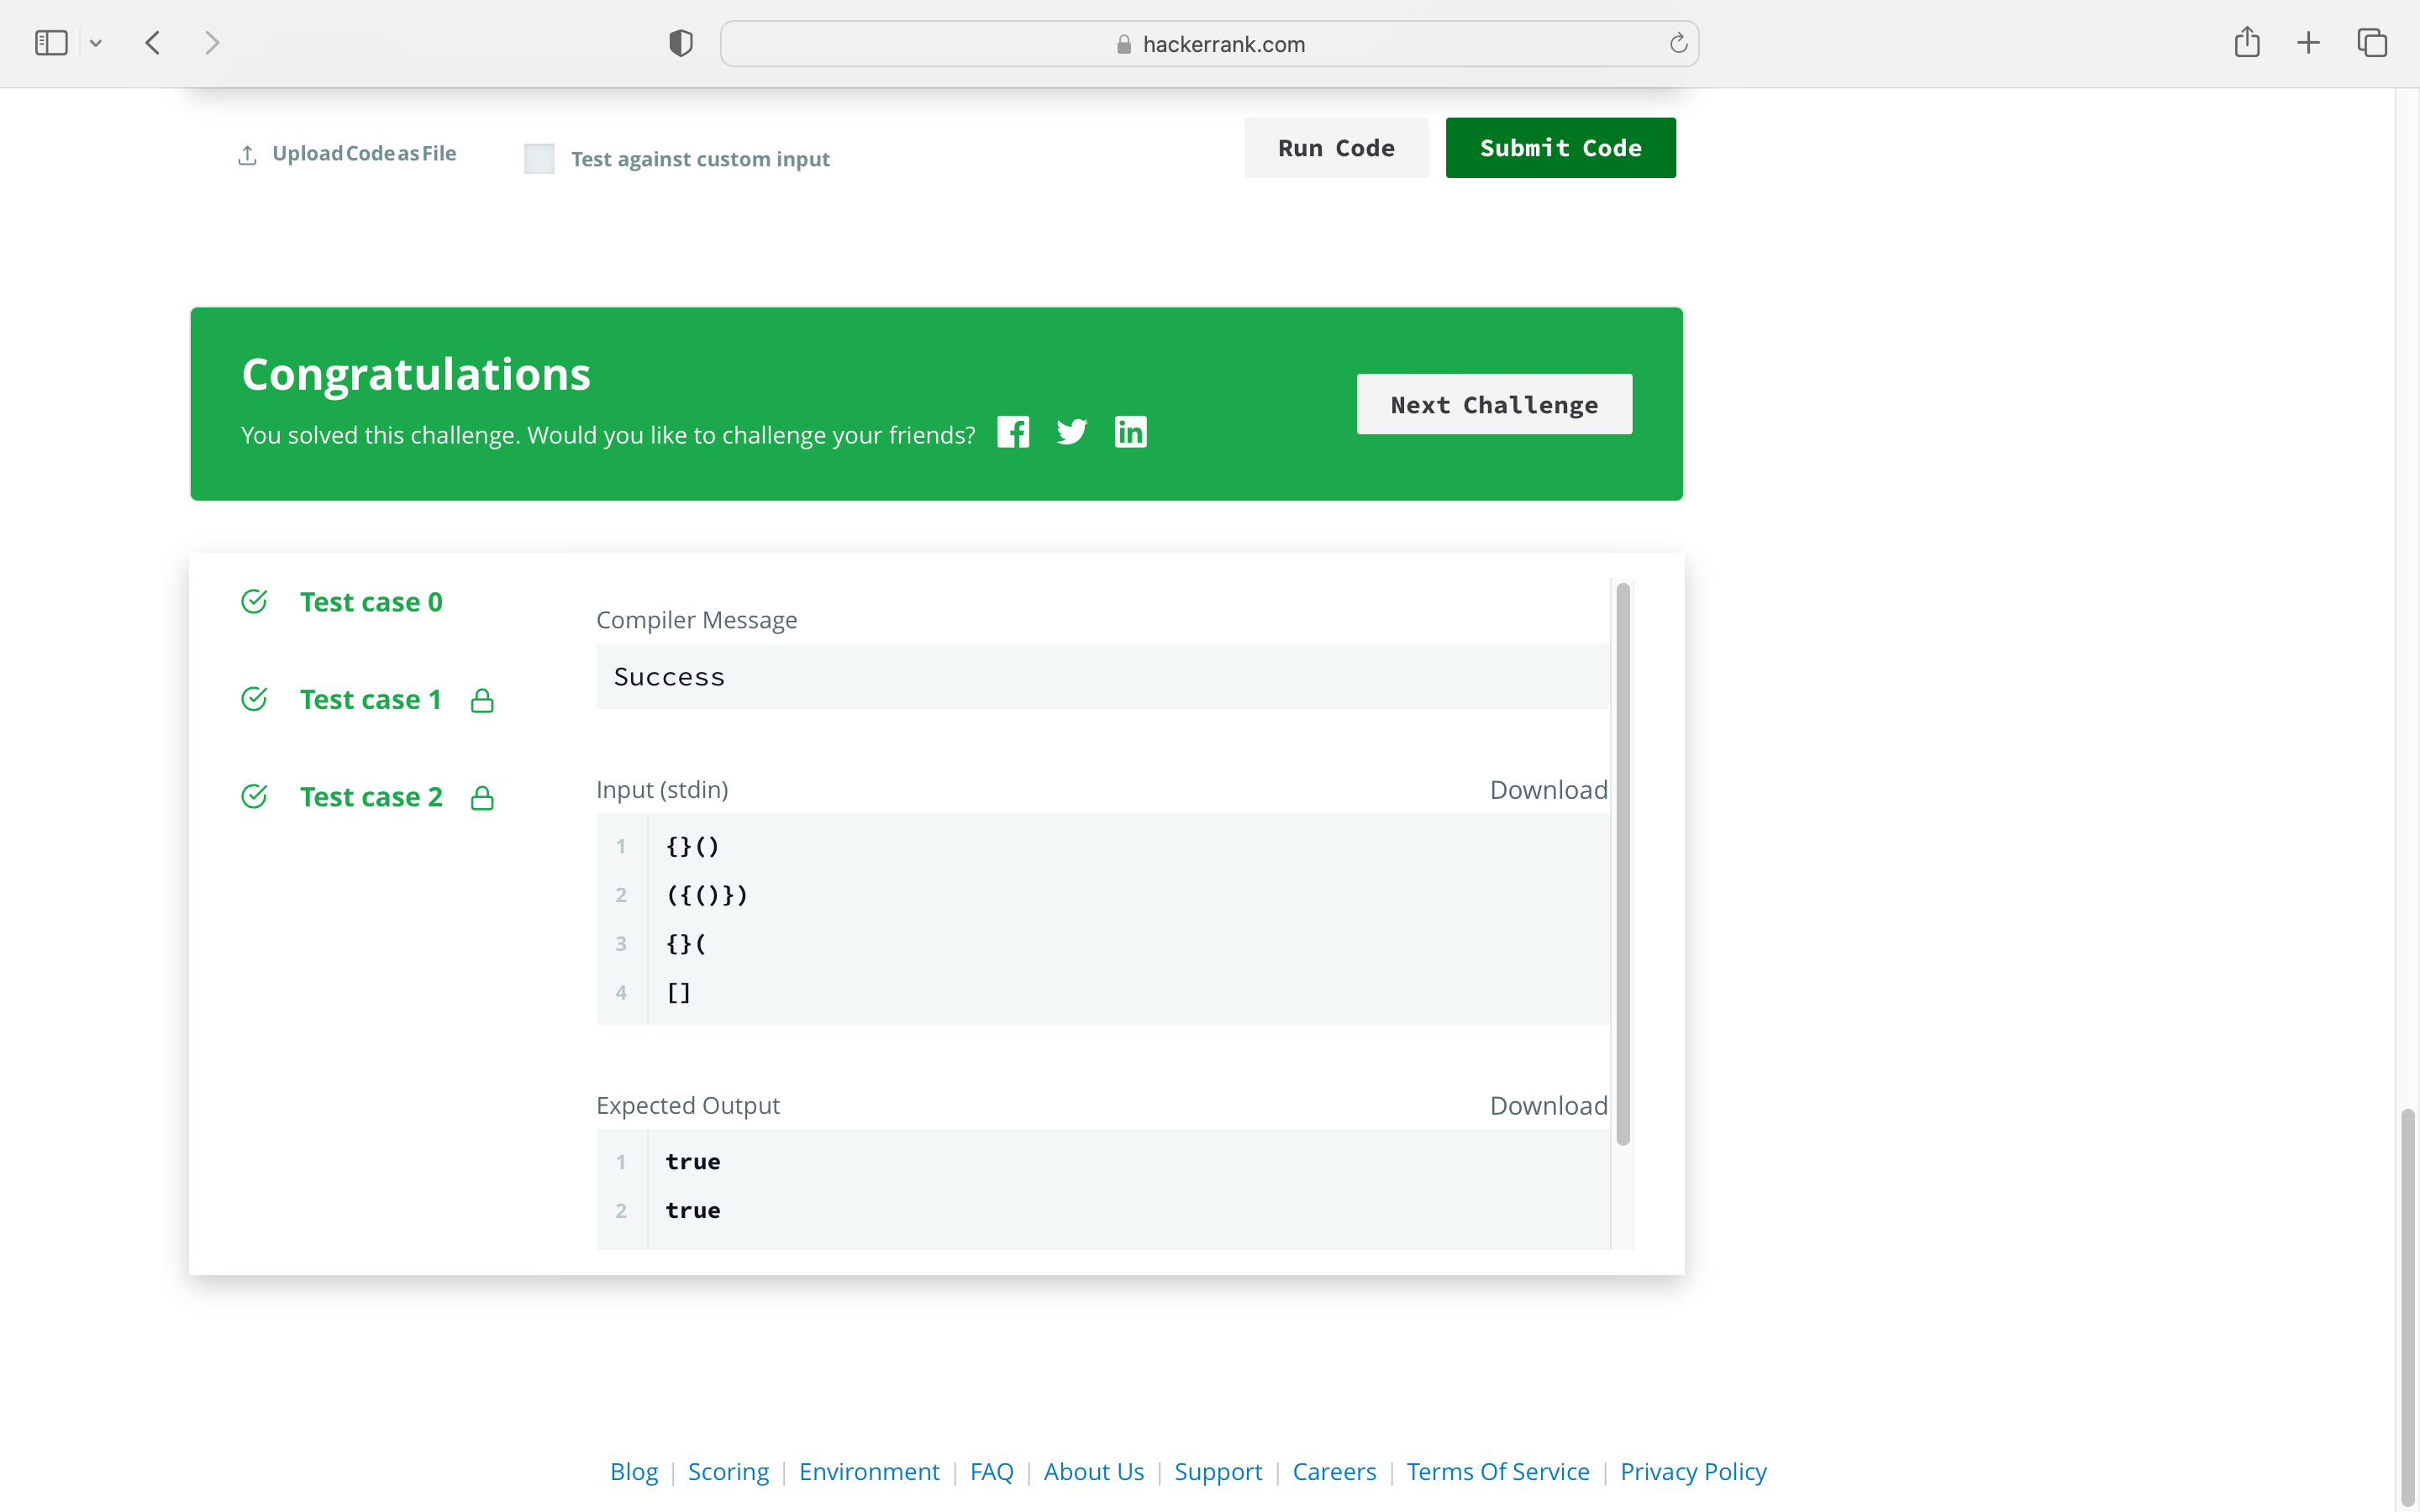 hackerrank.com
Upload Code as File
Test against custom input
Run Code
Submit Code
Congratulations
You solved this challenge. Would you like to challenge your friends?
Next Challenge
Test case 0
Test case 1
Test case 2
Compiler Message
Success
Input (stdin)
Download
1 {}()
2 ({()})
3 {}(
4 []
Expected Output
Download
1 true
2 true
Blog | Scoring | Environment | FAQ | About Us | Support | Careers | Terms Of Service | Privacy Policy